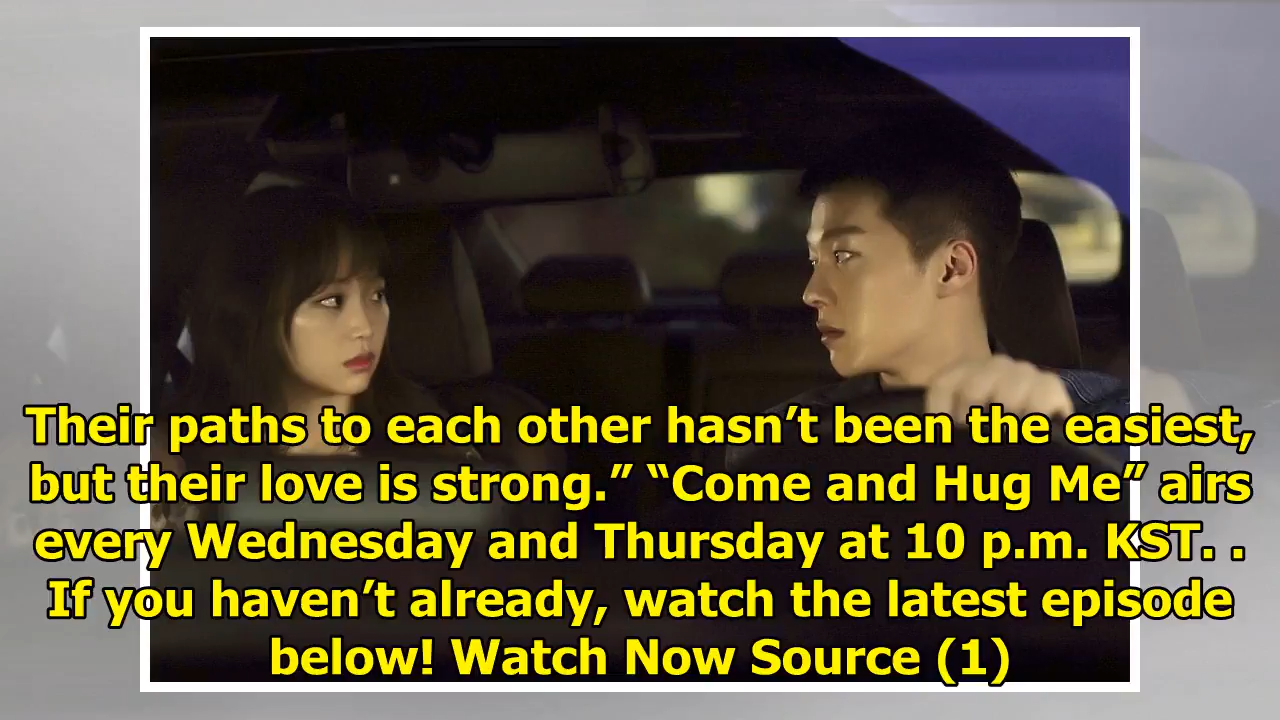 Their paths to each other hasn’t been the easiest,
but their love is strong.” “Come and Hug Me” airs
every Wednesday and Thursday at 10 p.m. KST. .
If you haven’t already, watch the latest episode
below! Watch Now Source (1)